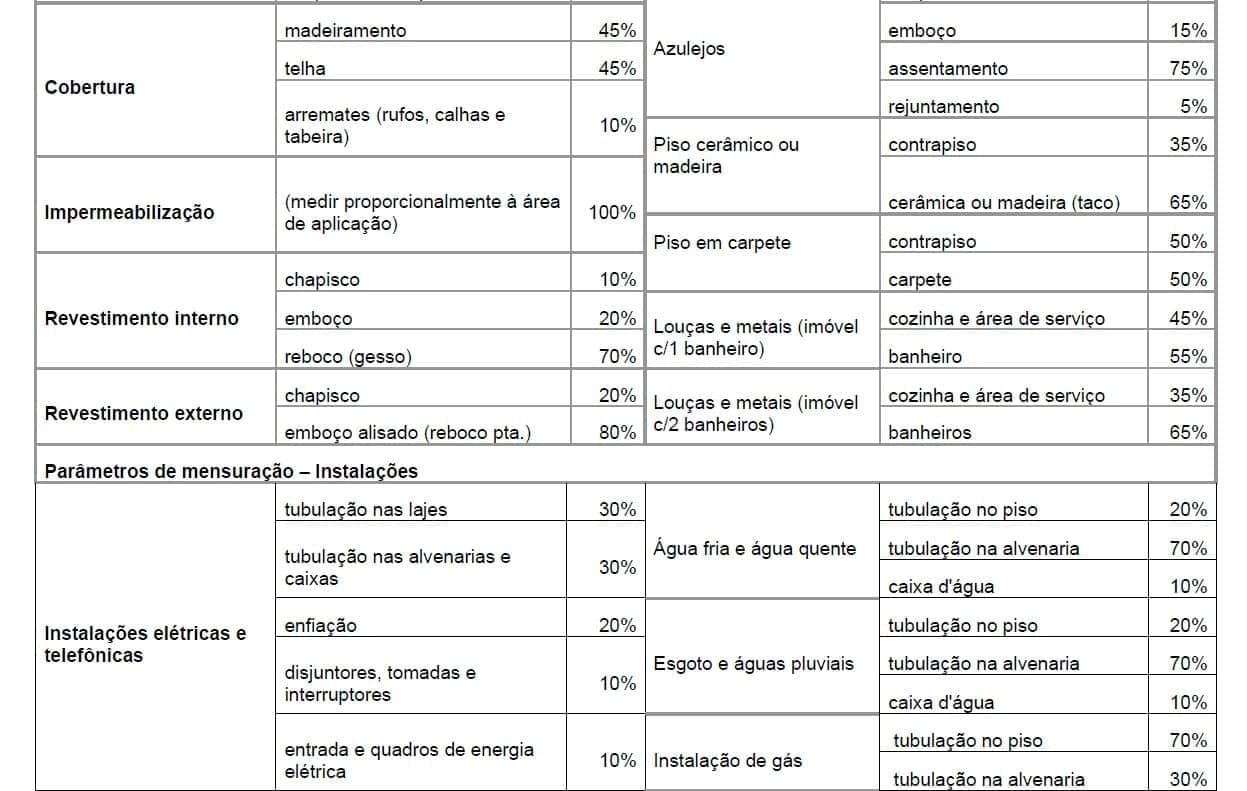 Cobertura
madeiramento 45%
telha 45%
arremates (rufos, calhas e
tabeira) 10%
Impermeabilização
(medir proporcionalmente à área
de aplicação) 100%
Revestimento interno
chapisco 10%
emboço 20%
reboco (gesso) 70%
Revestimento externo
chapisco 20%
emboço alisado (reboco pta.) 80%
Azulejos
emboço 15%
assentamento 75%
rejuntamento 5%
Piso cerâmico ou
madeira
contrapiso 35%
cerâmica ou madeira (taco) 65%
Piso em carpete
contrapiso 50%
carpete 50%
Louças e metais (imóvel
c/1 banheiro)
cozinha e área de serviço 45%
banheiro 55%
Louças e metais (imóvel
c/2 banheiros)
cozinha e área de serviço 35%
banheiros 65%
Parâmetros de mensuração – Instalações
Instalações elétricas e
telefônicas
tubulação nas lajes 30%
tubulação nas alvenarias e
caixas 30%
enfiação 20%
disjuntores, tomadas e
interruptores 10%
entrada e quadros de energia
elétrica 10%
Água fria e água quente
tubulação no piso 20%
tubulação na alvenaria 70%
caixa d'água 10%
Esgoto e águas pluviais
tubulação no piso 20%
tubulação na alvenaria 70%
caixa d'água 10%
Instalação de gás
tubulação no piso 70%
tubulação na alvenaria 30%